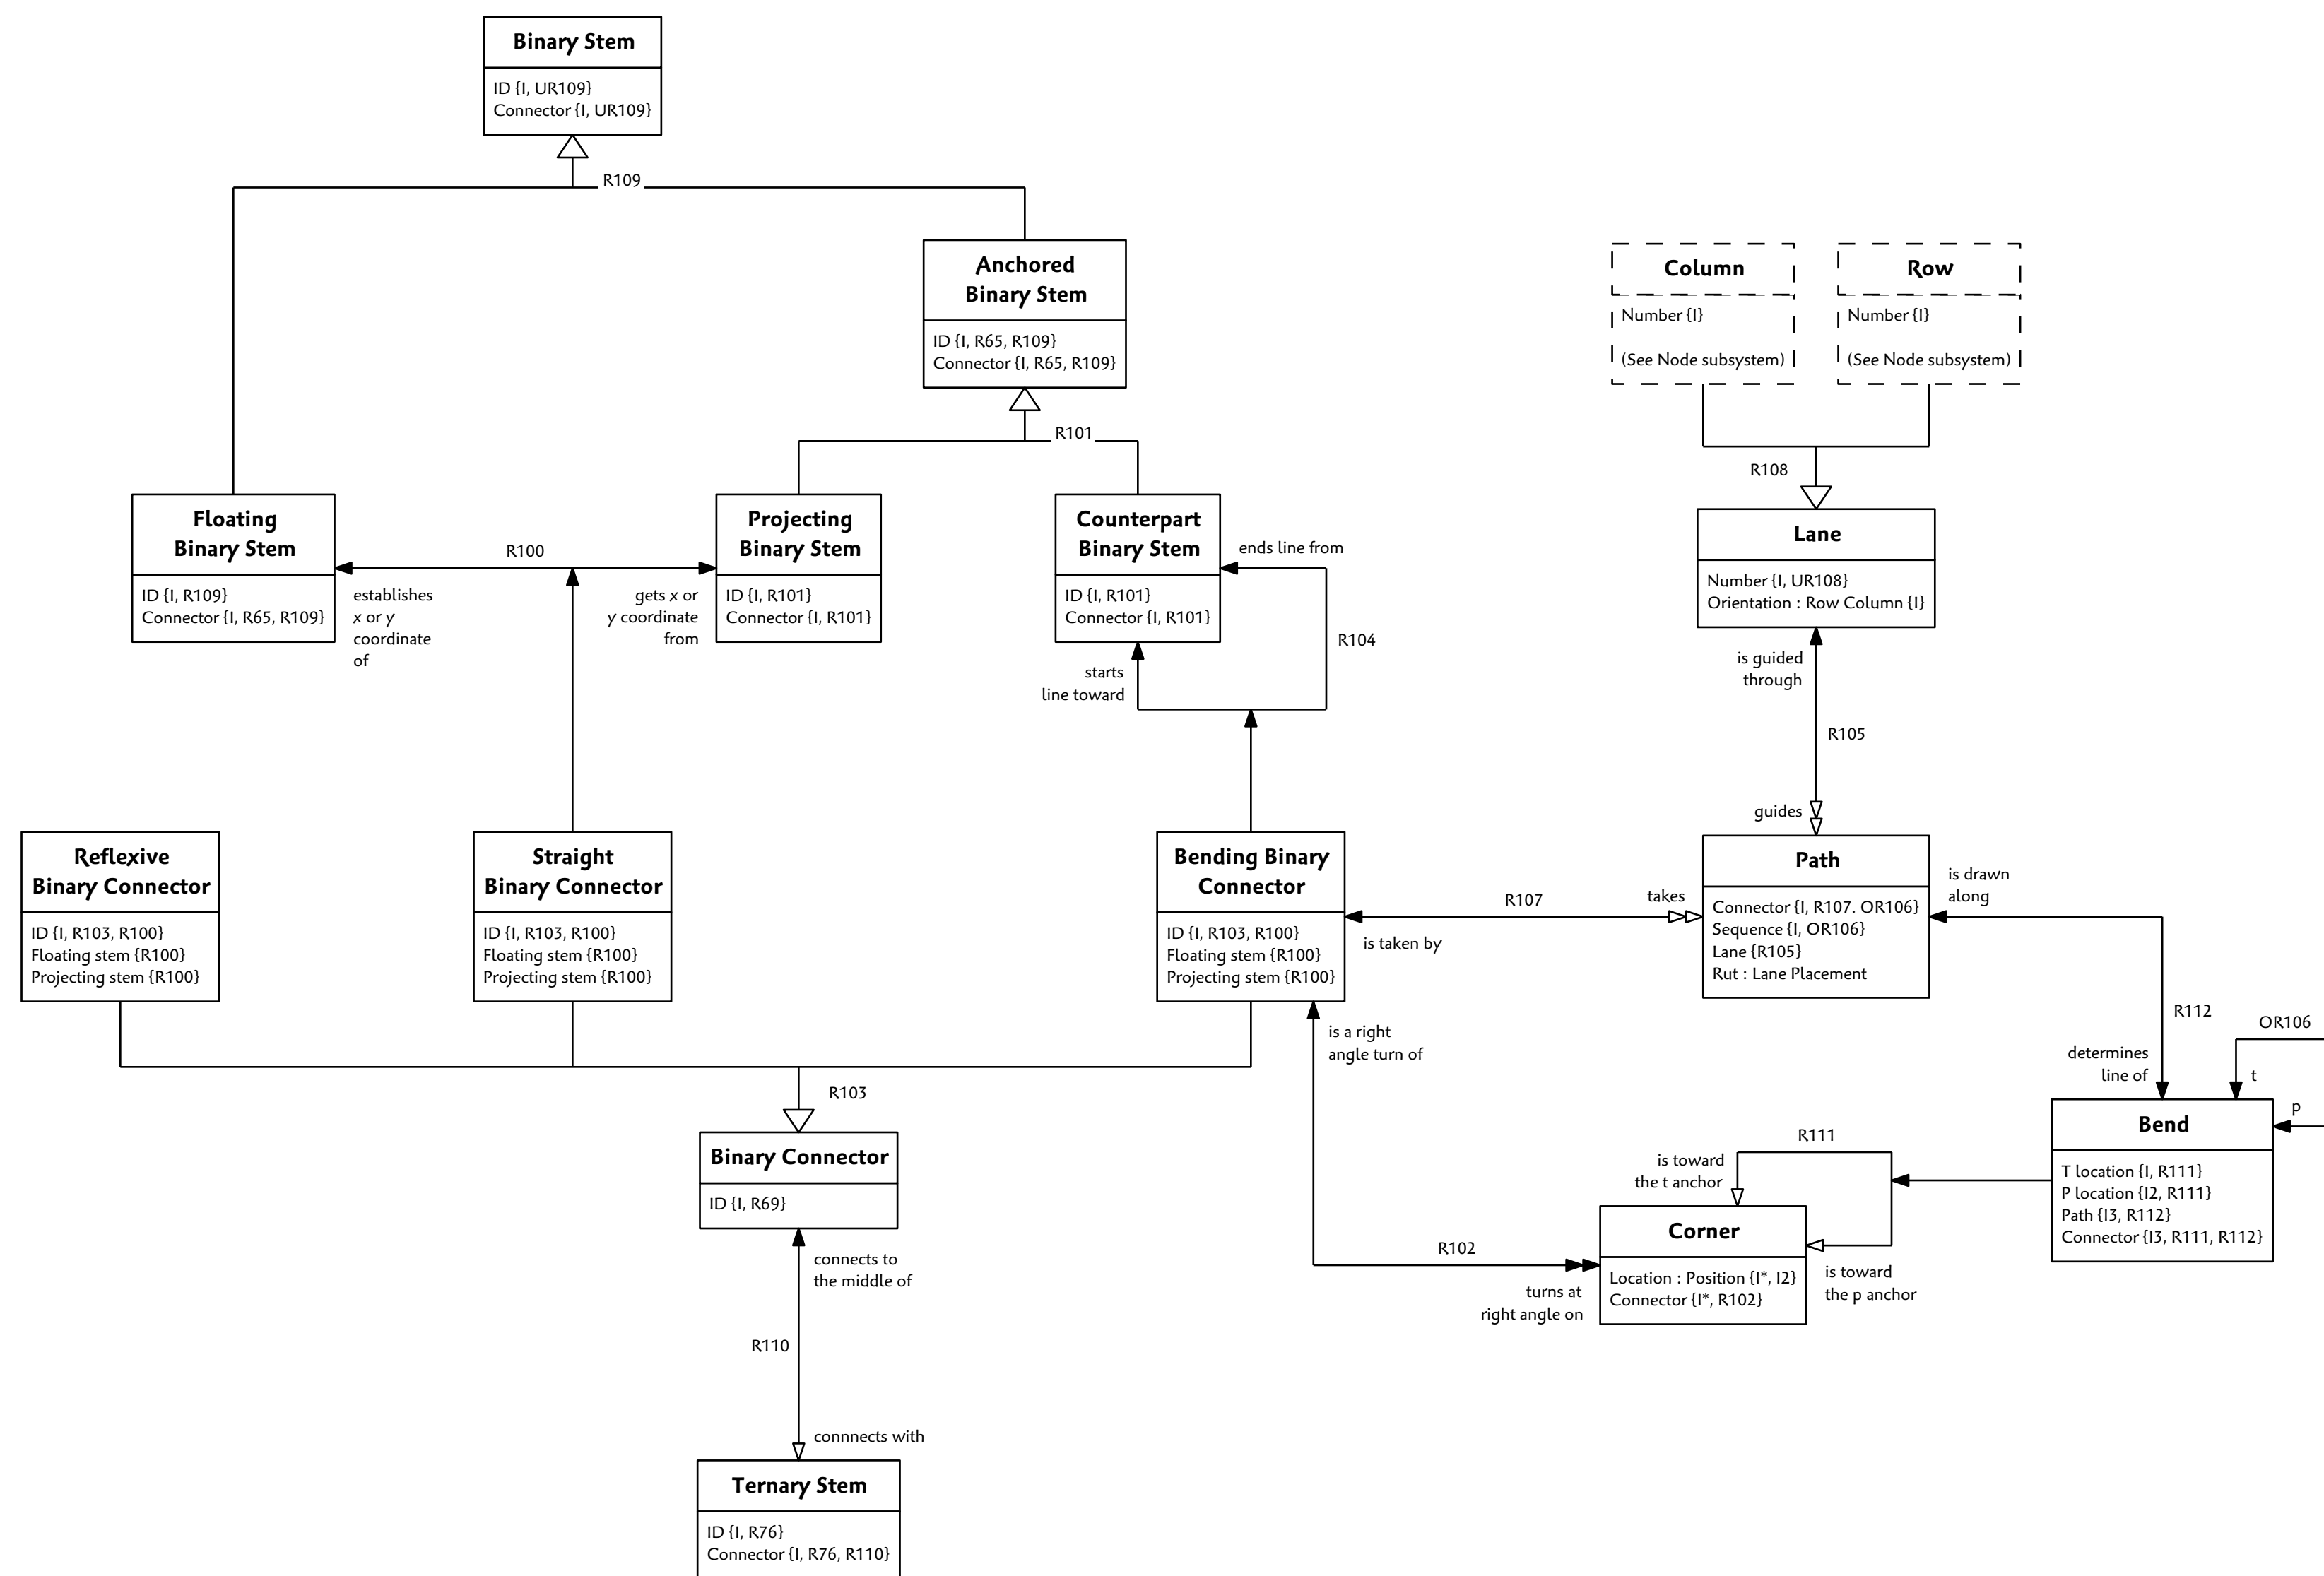 Binary Stem
ID {I, UR109}
Connector {I, UR109}
R109
Anchored
Binary Stem
ID {I, R65, R109}
Connector {I, R65, R109}
R101
Column
Number {I}
(See Node subsystem)
Row
Number {I}
(See Node subsystem)
R108
Lane
Number {I, UR108}
Orientation : Row Column {I}
Floating
Binary Stem
ID {I, R109}
Connector {I, R65, R109}
R100
establishes
x or y
coordinate
of
gets x or
y coordinate
from
Projecting
Binary Stem
ID {I, R101}
Connector {I, R101}
Counterpart
Binary Stem
ID {I, R101}
Connector {I, R101}
ends line from
R104
starts
line toward
is guided
through
R105
guides
Reflexive
Binary Connector
ID {I, R103, R100}
Floating stem {R100}
Projecting stem {R100}
Straight
Binary Connector
ID {I, R103, R100}
Floating stem {R100}
Projecting stem {R100}
Bending Binary
Connector
ID {I, R103, R100}
Floating stem {R100}
Projecting stem {R100}
R107
takes
is taken by
Path
Connector {I, R107. OR106}
Sequence {I, OR106}
Lane {R105}
Rut : Lane Placement
is drawn
along
R112
determines
line of
OR106
t
p
is a right
angle turn of
R103
Binary Connector
ID {I, R69}
connects to
the middle of
R110
connnects with
Ternary Stem
ID {I, R76}
Connector {I, R76, R110}
R102
turns at
right angle on
R111
is toward
the t anchor
Corner
Location : Position {I*, I2}
Connector {I*, R102}
is toward
the p anchor
Bend
T location {I, R111}
P location {I2, R111}
Path {I3, R112}
Connector {I3, R111, R112}